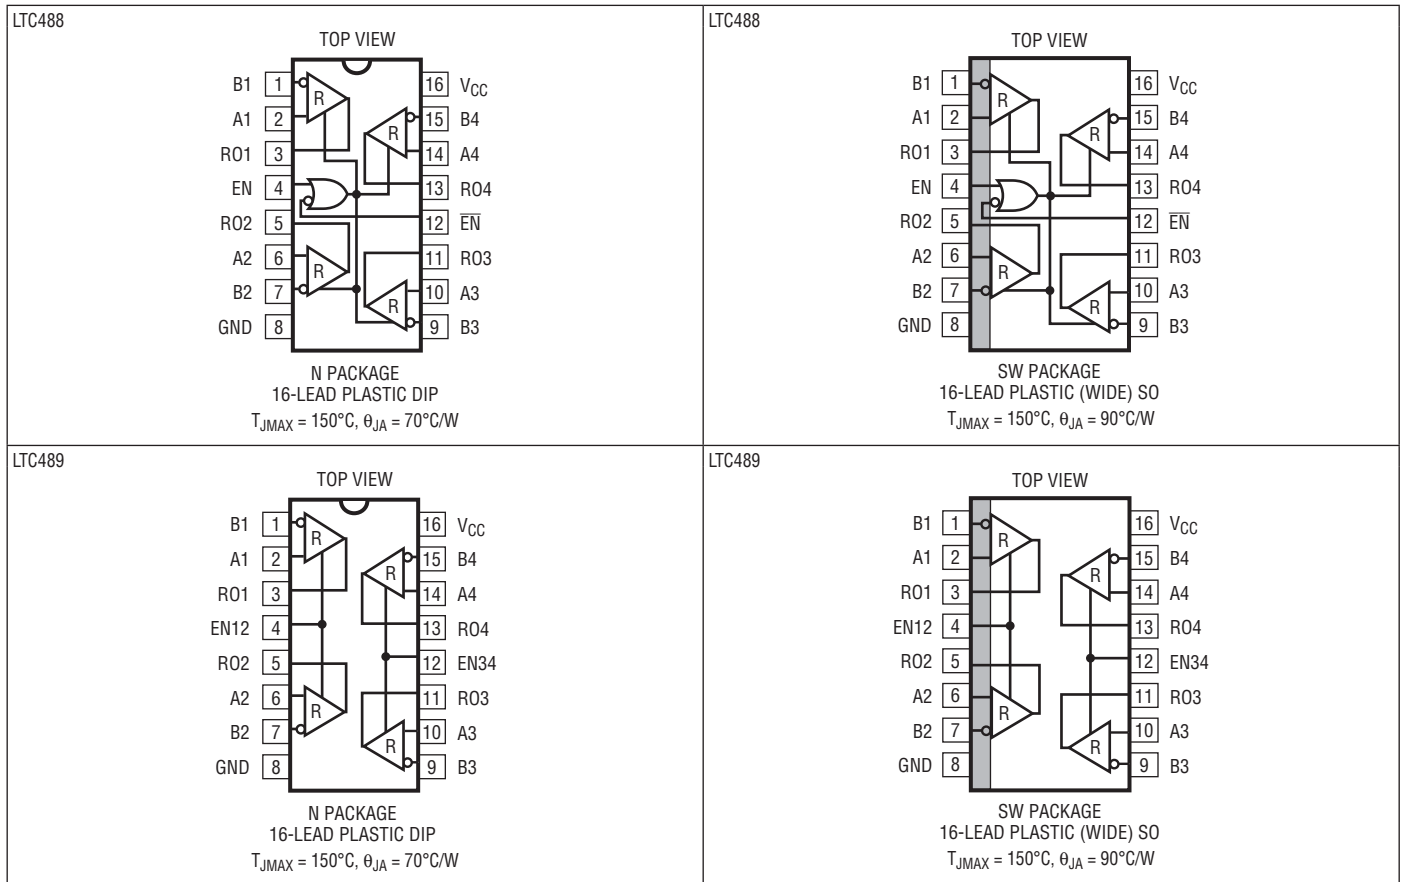 LTC488
TOP VIEW
B1 1 16 VCC
A1 2 R R 15 B4
RO1 3 14 A4
EN 4 13 RO4
RO2 5 12 E̅N̅
A2 6 R 11 RO3
B2 7 R 10 A3
GND 8 9 B3
N PACKAGE
16-LEAD PLASTIC DIP
TJMAX = 150°C, θJA = 70°C/W
LTC488
TOP VIEW
B1 1 16 VCC
A1 2 R R 15 B4
RO1 3 14 A4
EN 4 13 RO4
RO2 5 12 E̅N̅
A2 6 R 11 RO3
B2 7 R 10 A3
GND 8 9 B3
SW PACKAGE
16-LEAD PLASTIC (WIDE) SO
TJMAX = 150°C, θJA = 90°C/W
LTC489
TOP VIEW
B1 1 R 16 VCC
A1 2 R 15 B4
RO1 3 14 A4
EN12 4 13 RO4
RO2 5 12 EN34
A2 6 R 11 RO3
B2 7 R 10 A3
GND 8 9 B3
N PACKAGE
16-LEAD PLASTIC DIP
TJMAX = 150°C, θJA = 70°C/W
LTC489
TOP VIEW
B1 1 R 16 VCC
A1 2 R 15 B4
RO1 3 14 A4
EN12 4 13 RO4
RO2 5 12 EN34
A2 6 R 11 RO3
B2 7 R 10 A3
GND 8 9 B3
SW PACKAGE
16-LEAD PLASTIC (WIDE) SO
TJMAX = 150°C, θJA = 90°C/W